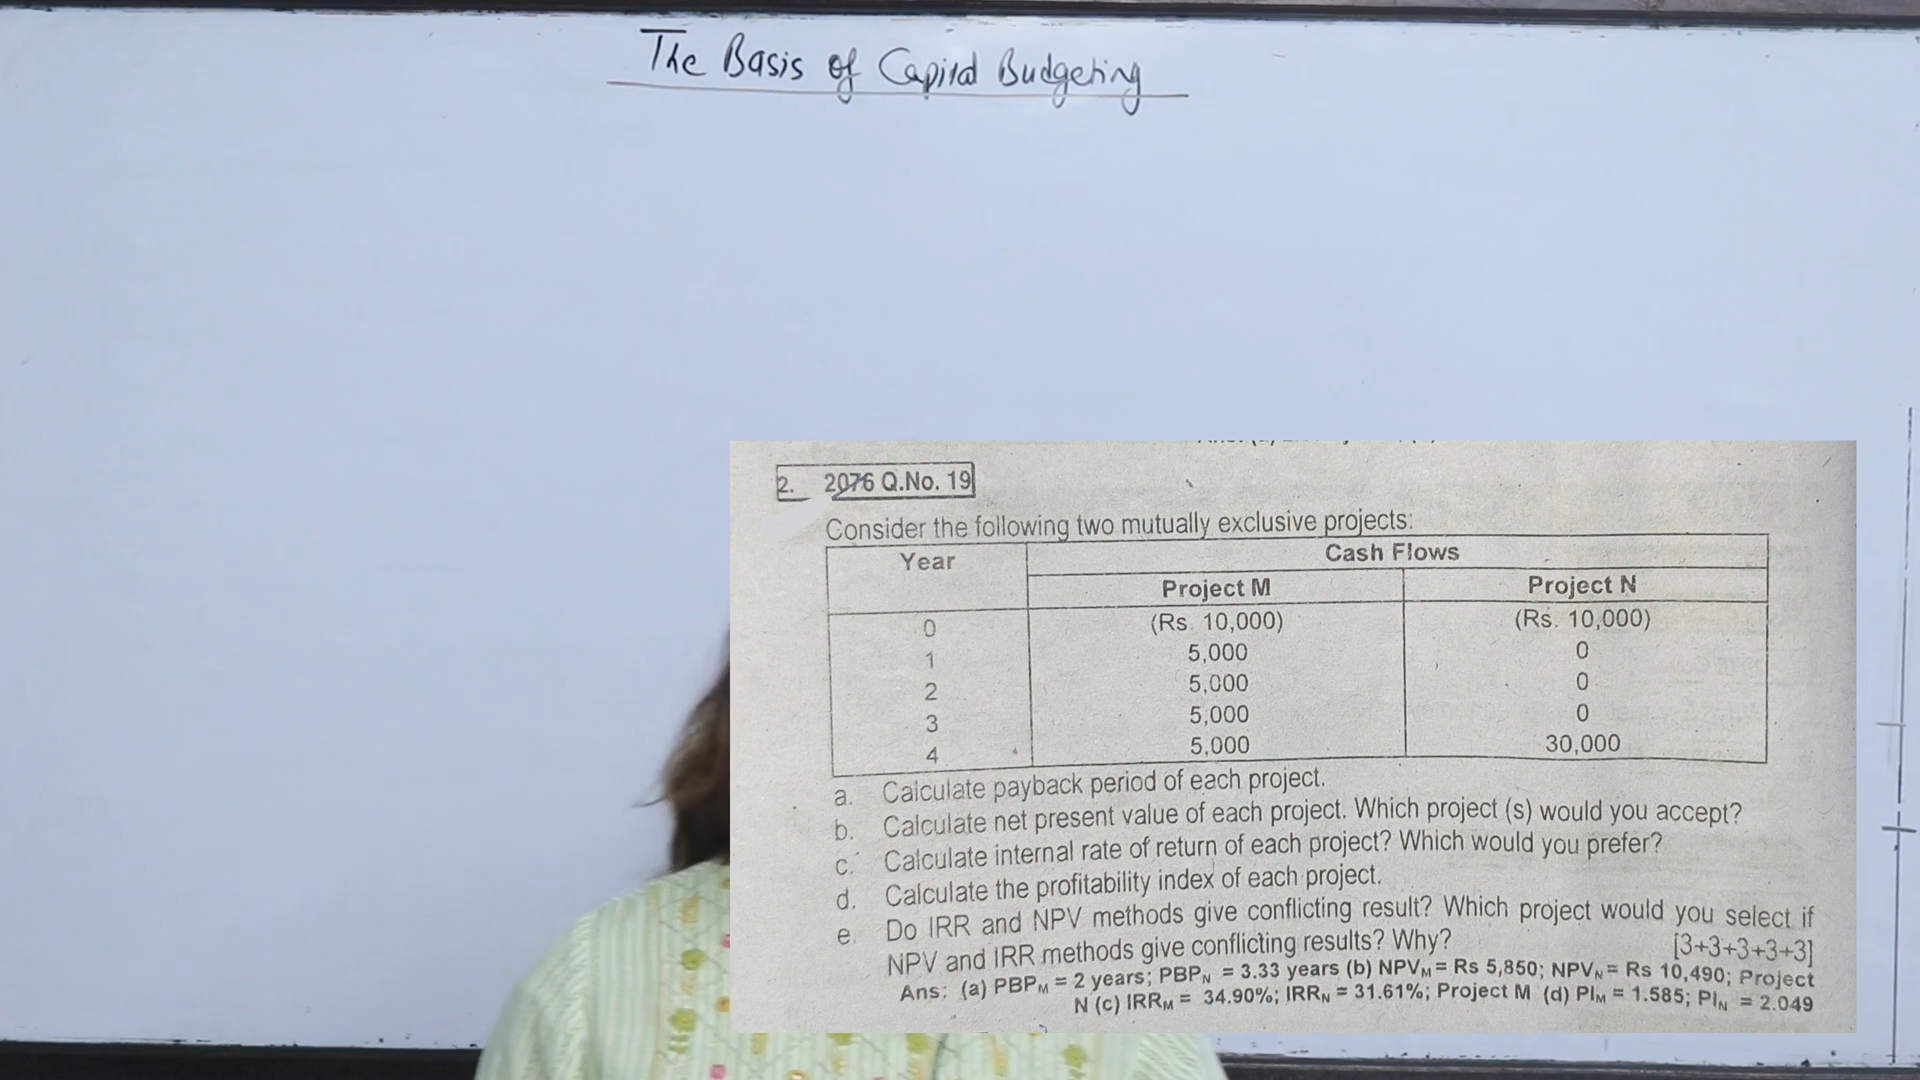 The Basis of Capital Budgeting
2. 2076 Q.No. 19
Consider the following two mutually exclusive projects:
Year Cash Flows
Project M Project N
0 (Rs. 10,000) (Rs. 10,000)
1 5,000 0
2 5,000 0
3 5,000 0
4 5,000 30,000
a. Calculate payback period of each project.
b. Calculate net present value of each project. Which project (s) would you accept?
c. Calculate internal rate of return of each project? Which would you prefer?
d. Calculate the profitability index of each project.
e. Do IRR and NPV methods give conflicting result? Which project would you select if
NPV and IRR methods give conflicting results? Why? [3+3+3+3+3]
Ans: (a) PBPM = 2 years; PBPN = 3.33 years (b) NPVM = Rs 5,850; NPVN = Rs 10,490; Project
N (c) IRRM = 34.90%; IRRN = 31.61%; Project M (d) PIM = 1.585; PIN = 2.049